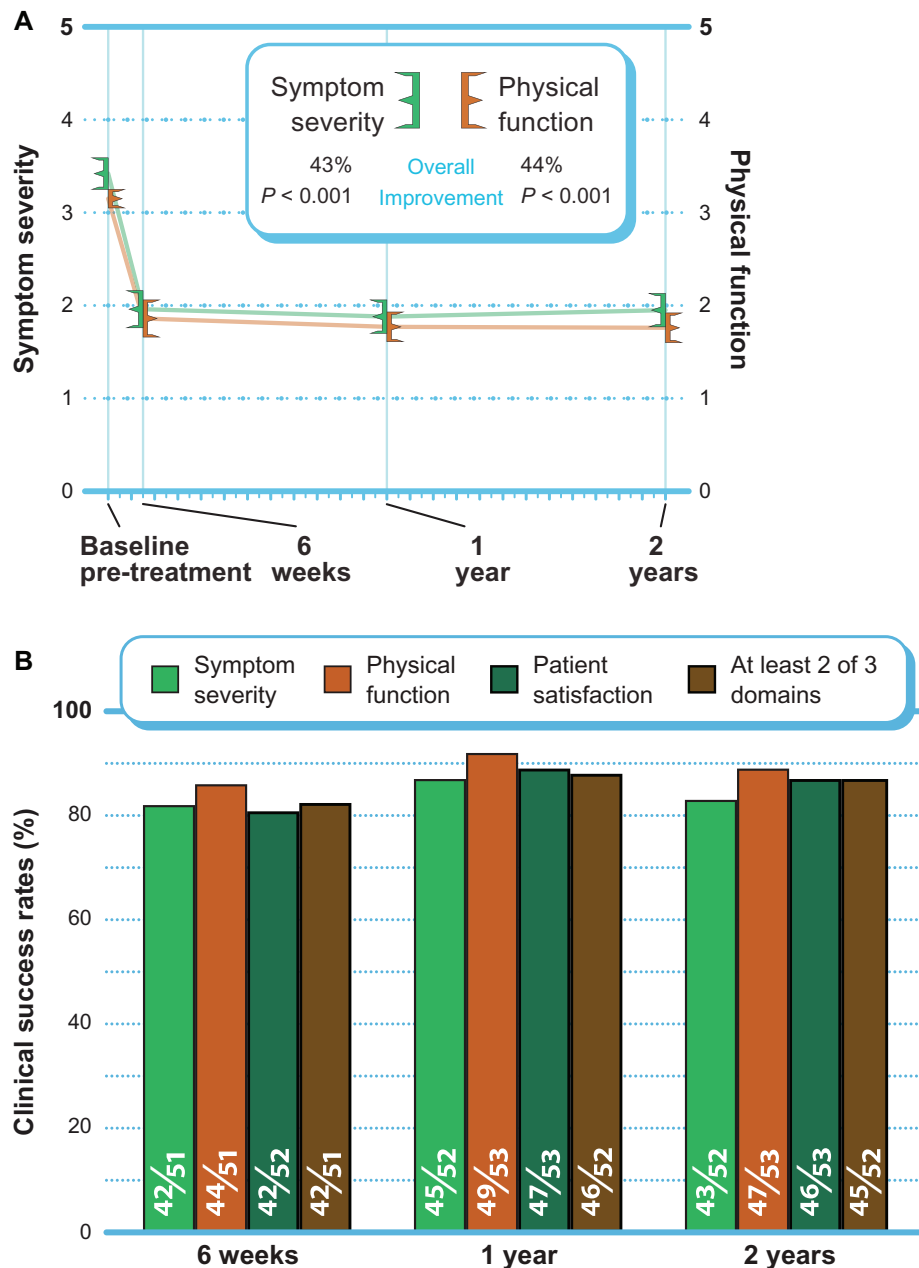 A
5
5
Symptom
severity
Physical
function
43%
Overall
44%
P < 0.001
Improvement
P < 0.001
4
4
3
3
2
2
1
1
0
0
Symptom severity
Physical function
Baseline
pre-treatment
6
weeks
1
year
2
years
B
Symptom
severity
Physical
function
Patient
satisfaction
At least 2 of 3
domains
100
80
60
40
20
0
Clinical success rates (%)
42/51
44/51
42/52
42/51
45/52
49/53
47/53
46/52
43/52
47/53
46/53
45/52
6 weeks
1 year
2 years